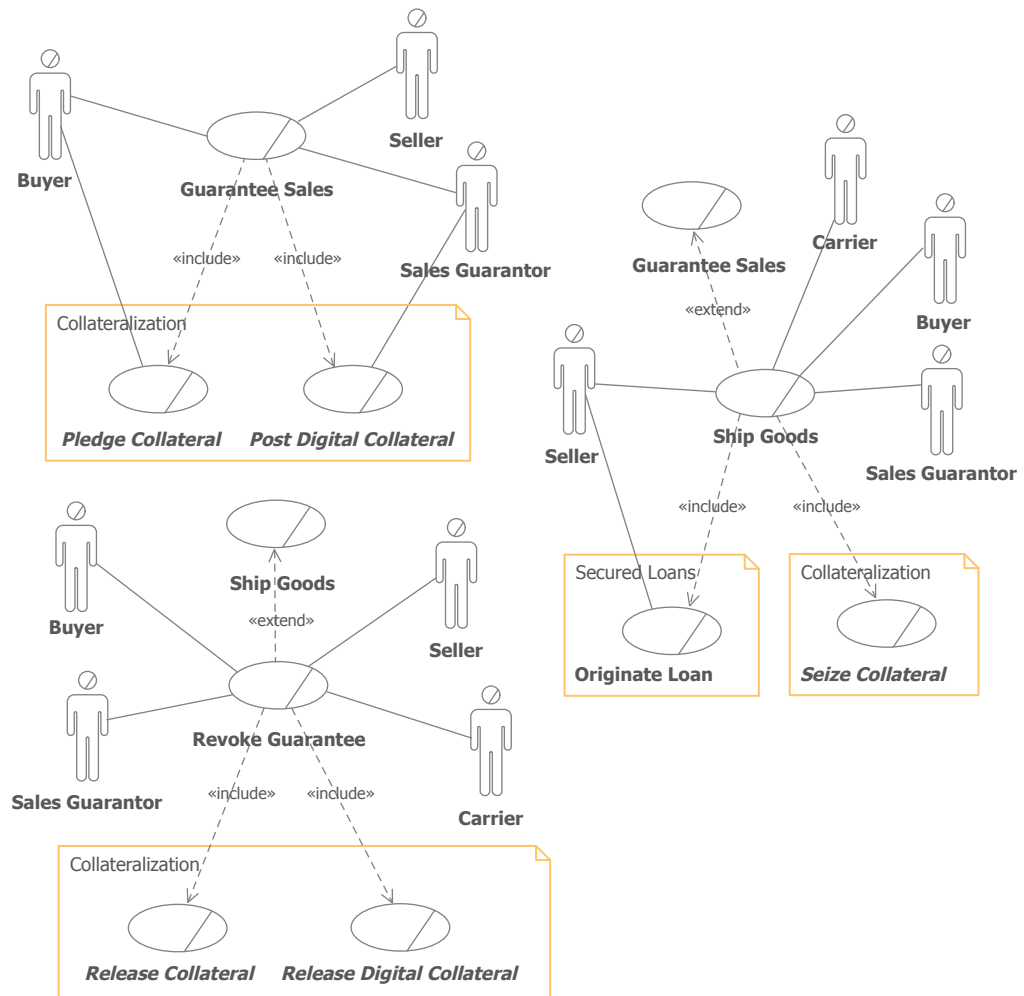 Buyer
Seller
Guarantee Sales
Sales Guarantor
«include»
«include»
Collateralization
Pledge Collateral
Post Digital Collateral
Carrier
Guarantee Sales
Buyer
«extend»
Seller
Ship Goods
Sales Guarantor
«include»
«include»
Secured Loans
Originate Loan
Collateralization
Seize Collateral
Buyer
Ship Goods
«extend»
Seller
Revoke Guarantee
Sales Guarantor
Carrier
«include»
«include»
Collateralization
Release Collateral
Release Digital Collateral